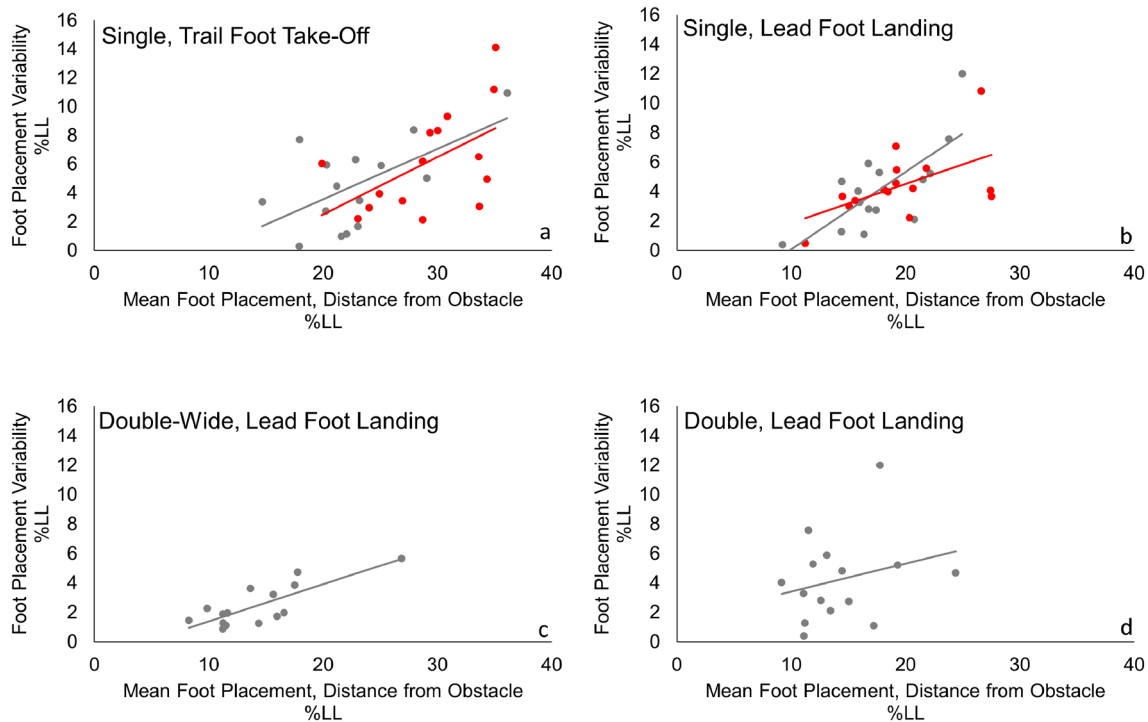 Single, Trail Foot Take-Off
Foot Placement Variability
%LL
16
14
12
10
8
6
4
2
0
a
0 10 20 30 40
Mean Foot Placement, Distance from Obstacle
%LL
Single, Lead Foot Landing
Foot Placement Variability
%LL
16
14
12
10
8
6
4
2
0
b
0 10 20 30 40
Mean Foot Placement, Distance from Obstacle
%LL
Double-Wide, Lead Foot Landing
Foot Placement Variability
%LL
16
14
12
10
8
6
4
2
0
c
0 10 20 30 40
Mean Foot Placement, Distance from Obstacle
%LL
Double, Lead Foot Landing
Foot Placement Variability
%LL
16
14
12
10
8
6
4
2
0
d
0 10 20 30 40
Mean Foot Placement, Distance from Obstacle
%LL